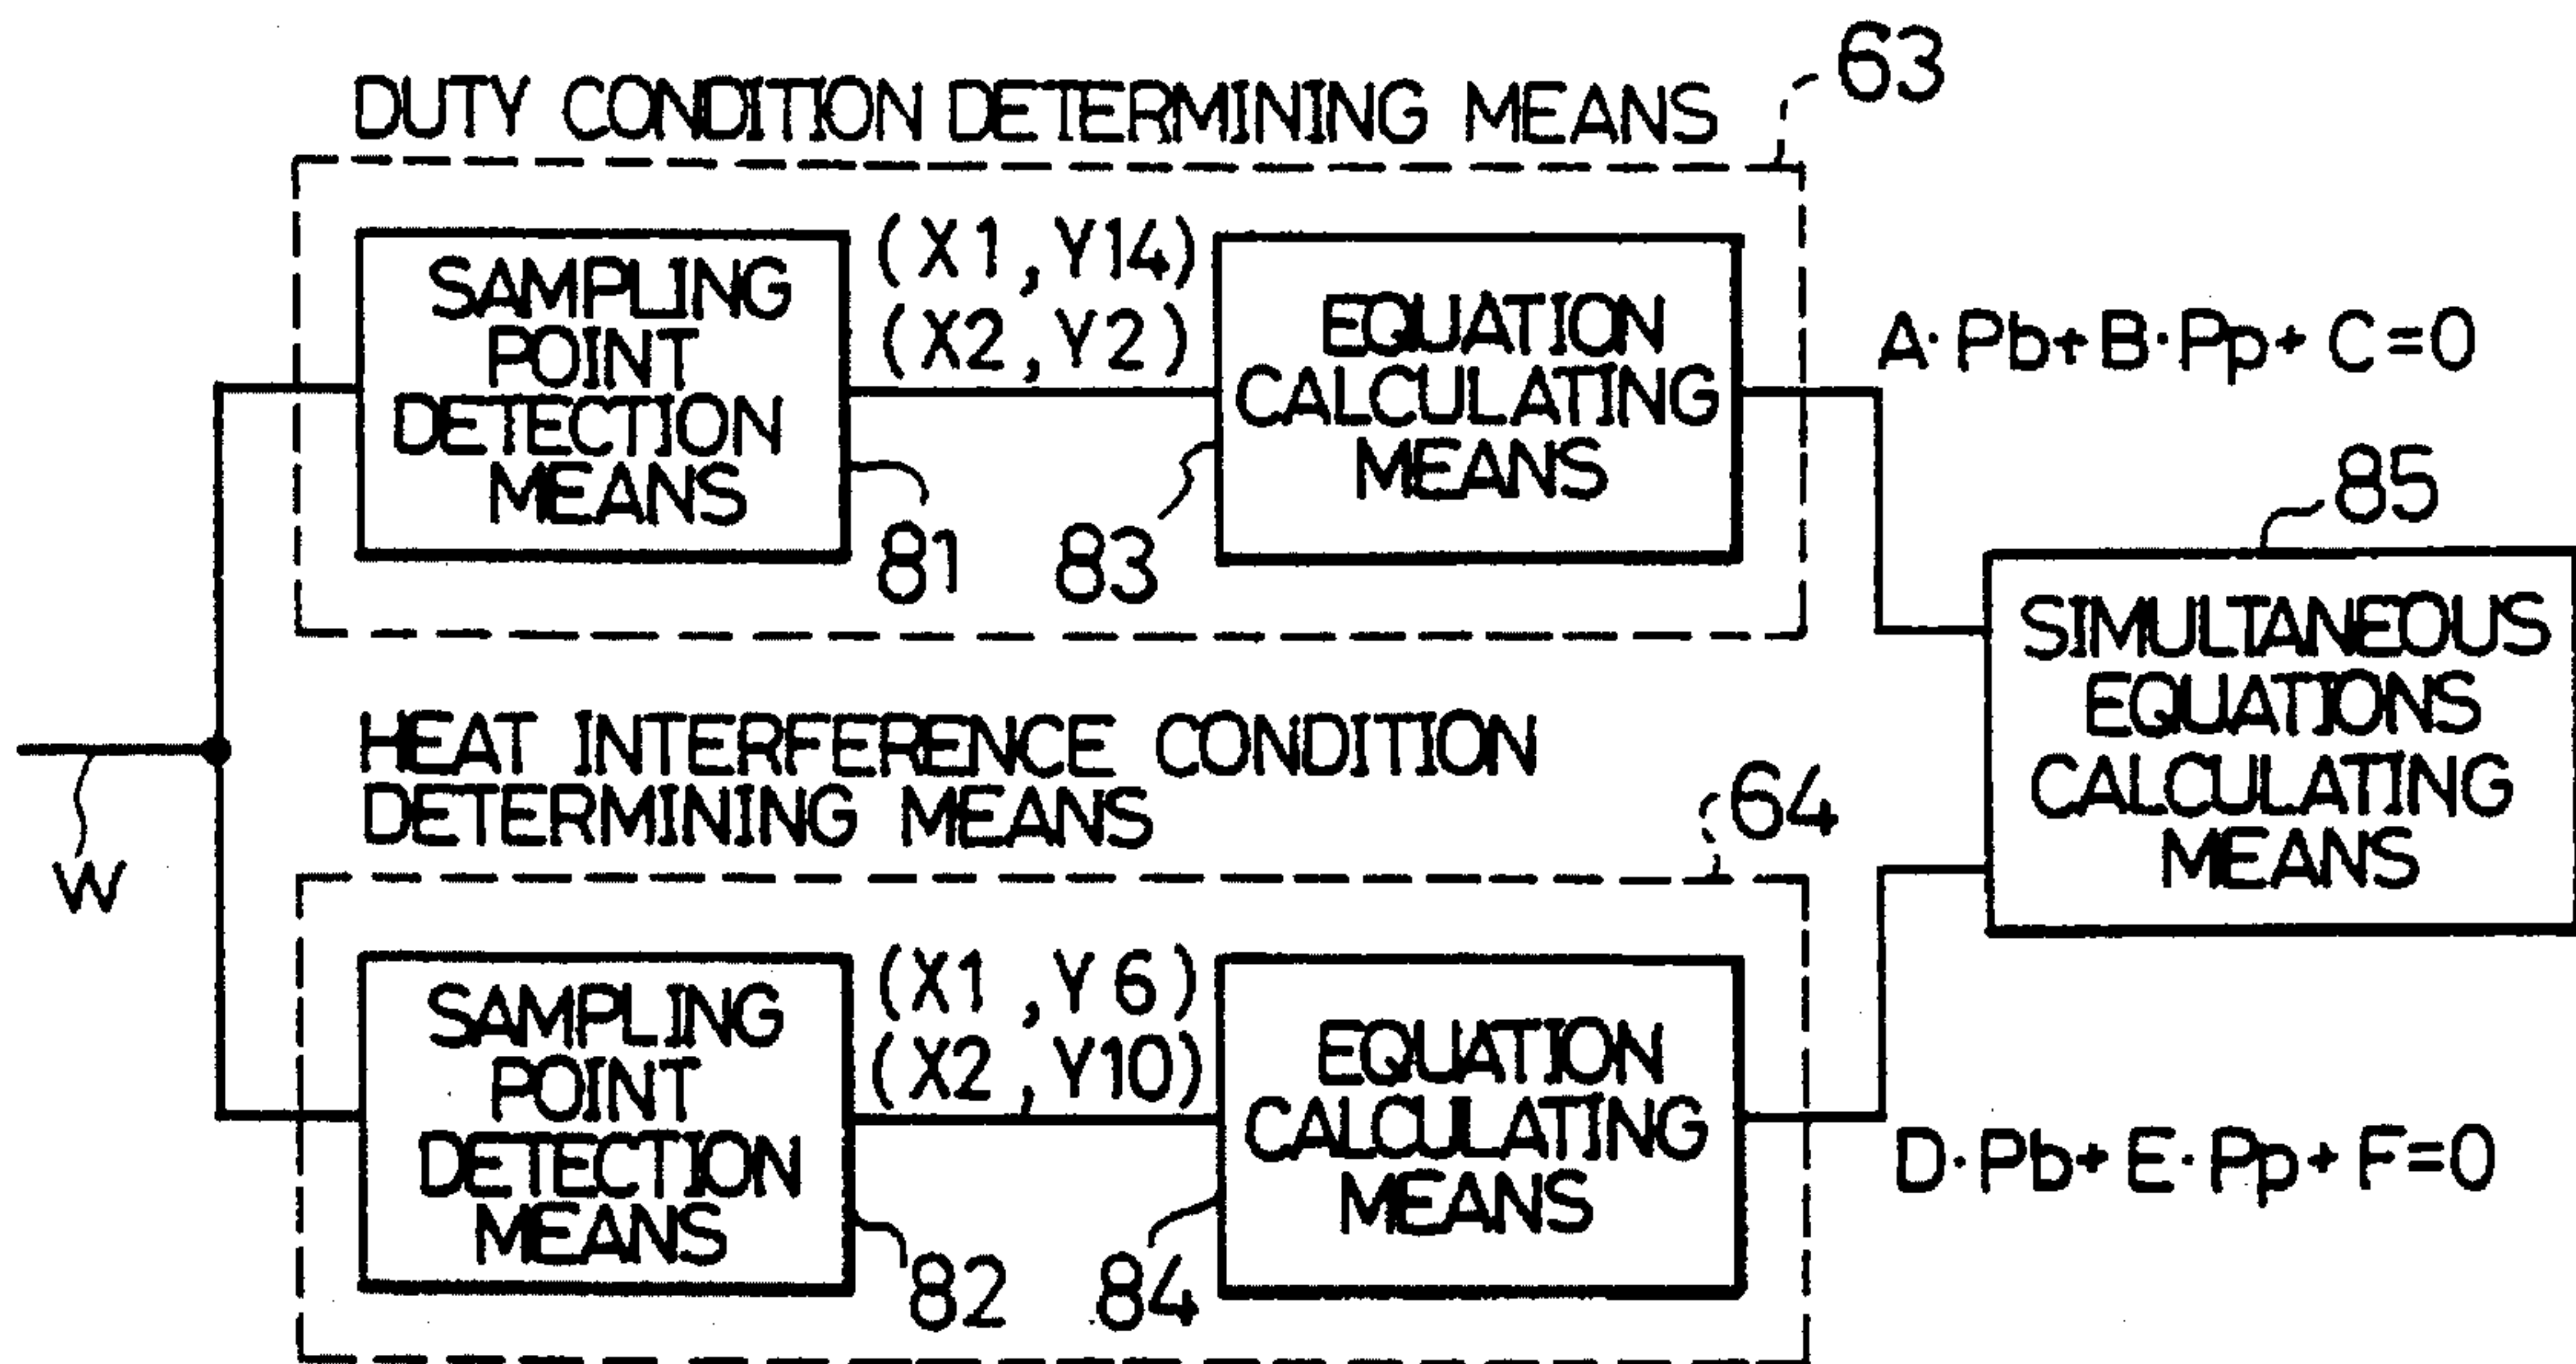 63
DUTY CONDITION DETERMINING MEANS
SAMPLING
POINT
DETECTION
MEANS
81
(X1,Y14)
(X2,Y2)
EQUATION
CALCULATING
MEANS
83
A·Pb+B·Pp+C=0
85
SIMULTANEOUS
EQUATIONS
CALCULATING
MEANS
W
HEAT INTERFERENCE CONDITION
DETERMINING MEANS
64
SAMPLING
POINT
DETECTION
MEANS
82
(X1,Y6)
(X2,Y10)
EQUATION
CALCULATING
MEANS
84
D·Pb+E·Pp+F=0